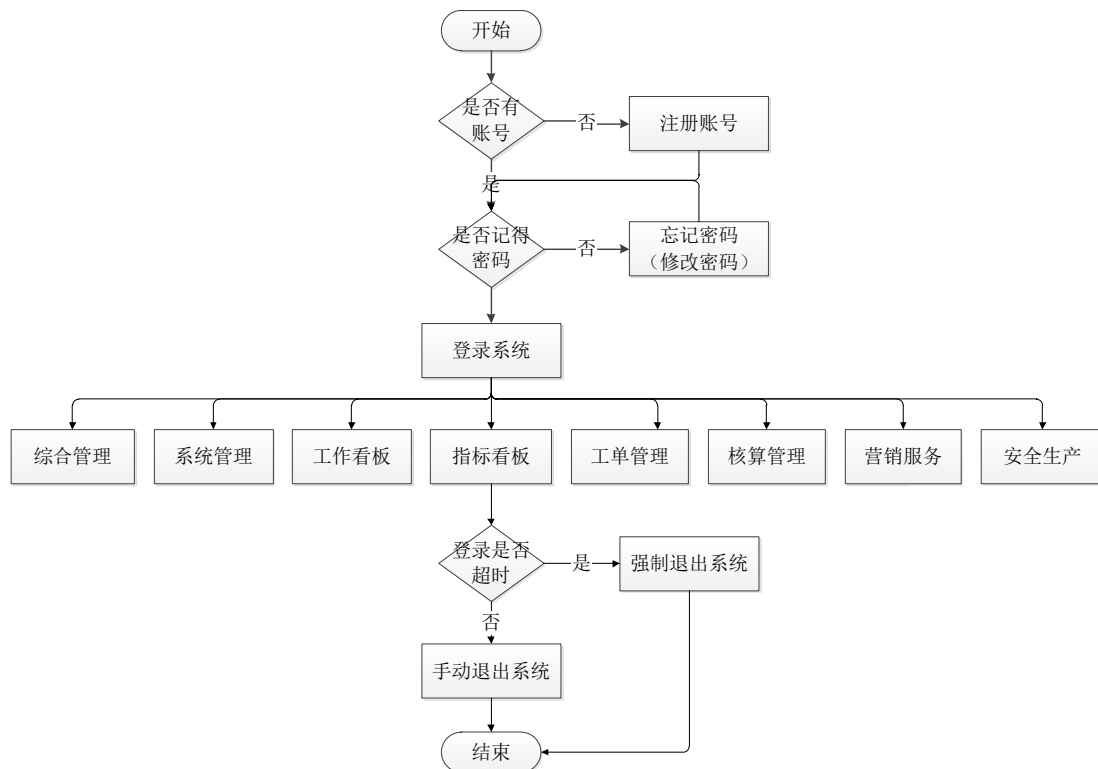 开始
是否有
账号
否
注册账号
是
是否记得
密码
否
忘记密码
（修改密码）
登录系统
综合管理
系统管理
工作看板
指标看板
工单管理
核算管理
营销服务
安全生产
登录是否
超时
是
强制退出系统
否
手动退出系统
结束